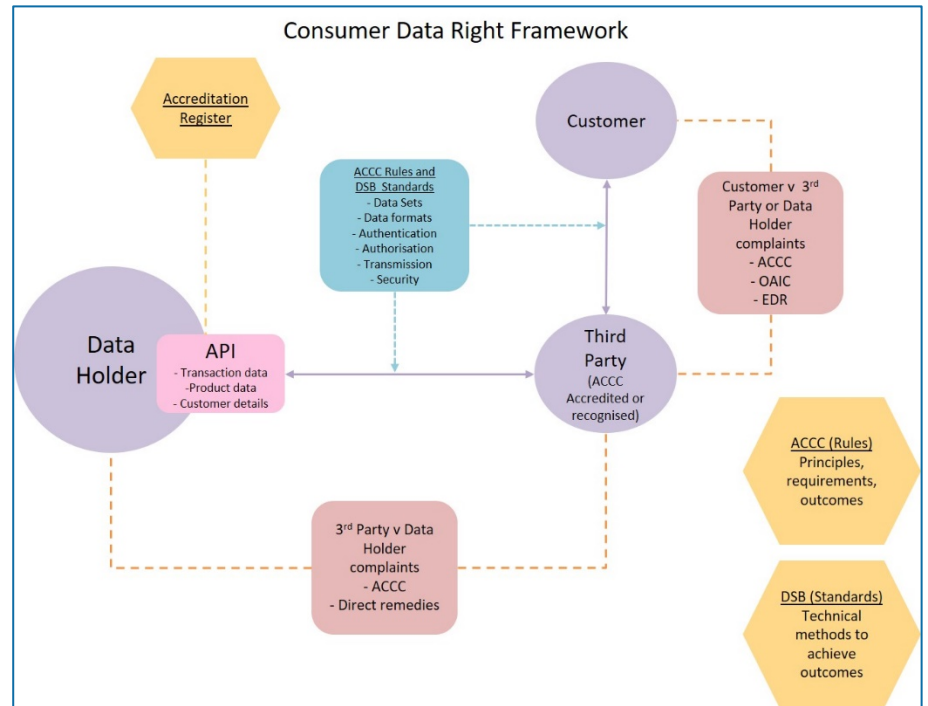 Consumer Data Right Framework
Accreditation
Register
Customer
ACCC Rules and
DSB Standards
- Data Sets
- Data formats
- Authentication
- Authorisation
- Transmission
- Security
Customer v 3rd
Party or Data
Holder
complaints
- ACCC
- OAIC
- EDR
Data
Holder
API
- Transaction data
-Product data
- Customer details
Third
Party
(ACCC
Accredited or
recognised)
ACCC (Rules)
Principles,
requirements,
outcomes
3rd Party v Data
Holder
complaints
- ACCC
- Direct remedies
DSB (Standards)
Technical
methods to
achieve
outcomes